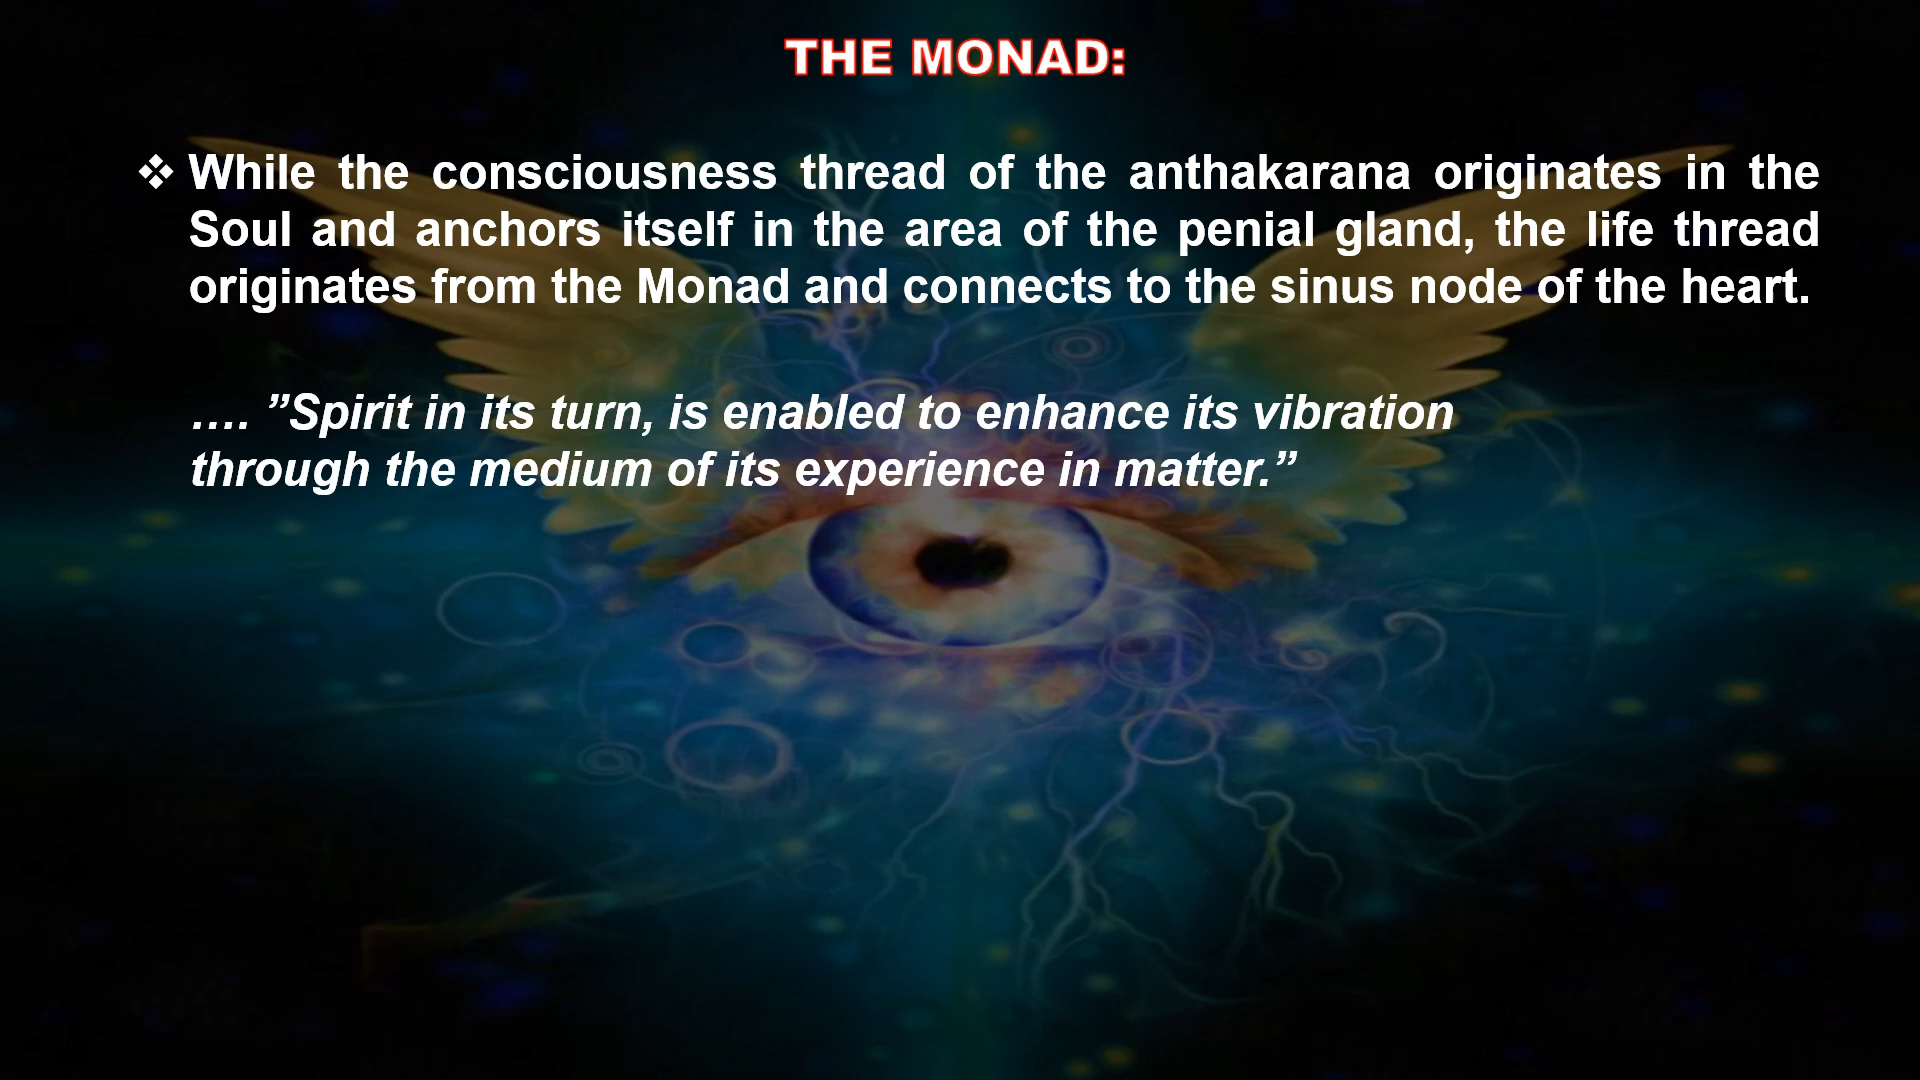 THE MONAD:
❖ While the consciousness thread of the anthakarana originates in the
Soul and anchors itself in the area of the penial gland, the life thread
originates from the Monad and connects to the sinus node of the heart.
…. ”Spirit in its turn, is enabled to enhance its vibration
through the medium of its experience in matter.”